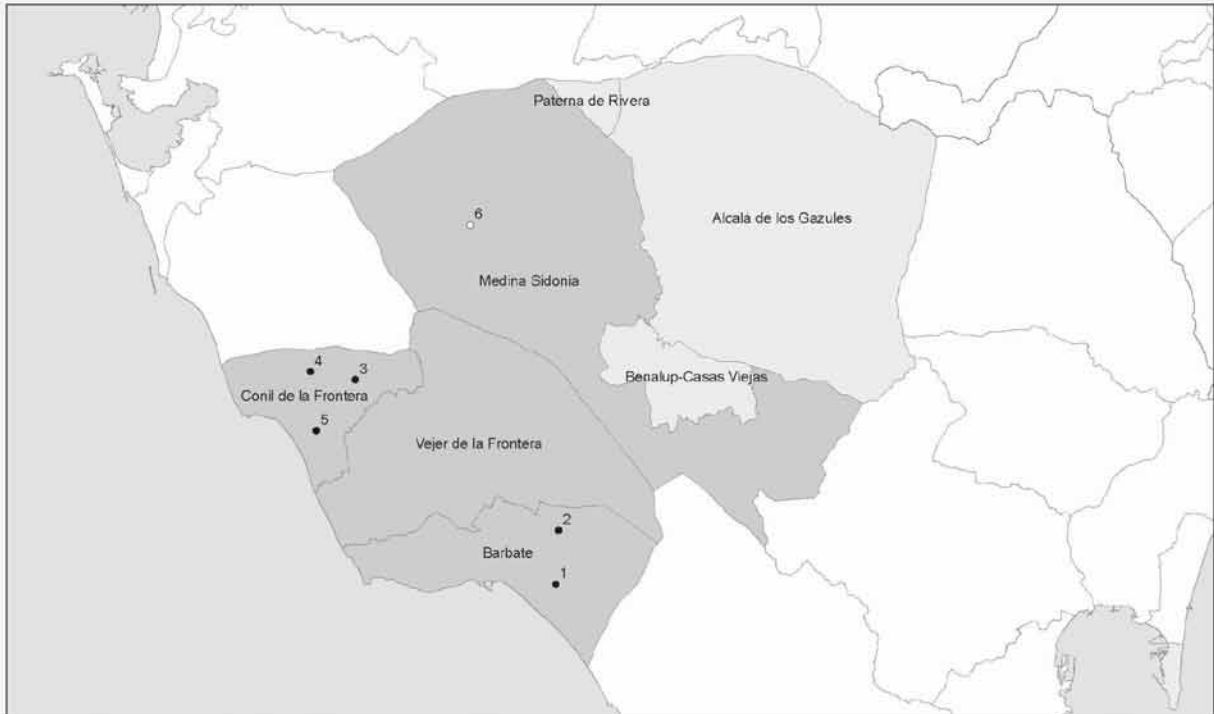 Paterna de Rivera
6
Alcalá de los Gazules
Medina Sidonia
4
3
Benalup-Casas Viejas
Conil de la Frontera
5
Vejer de la Frontera
2
Barbate
1